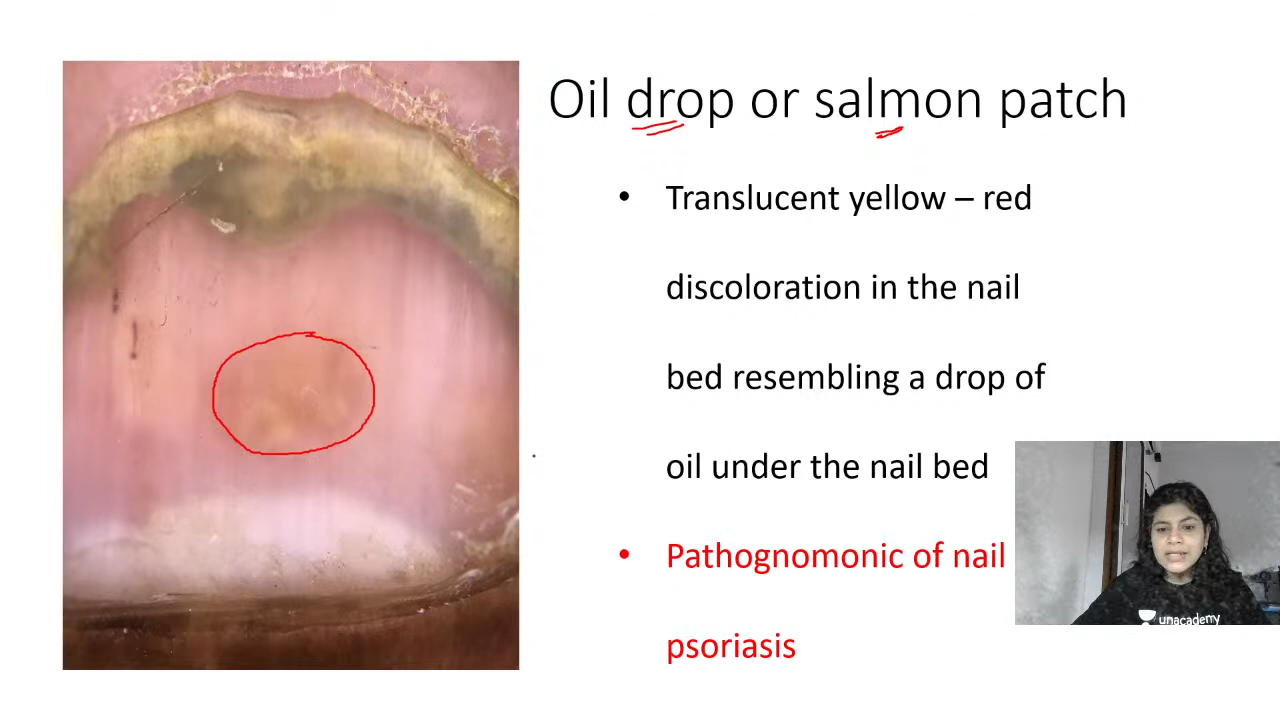 Oil drop or salmon patch
• Translucent yellow – red
discoloration in the nail
bed resembling a drop of
oil under the nail bed
• Pathognomonic of nail
psoriasis
unacademy